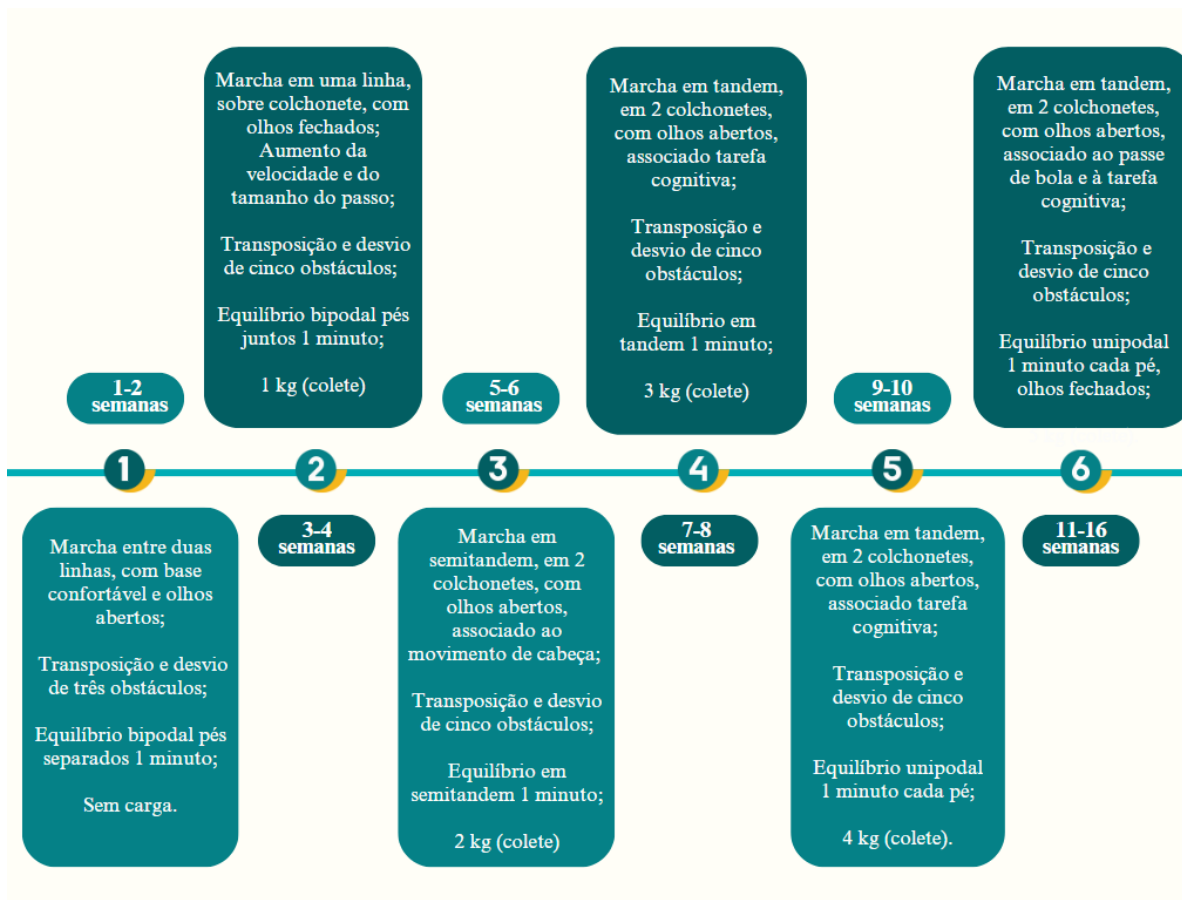 1-2
semanas
1
Marcha entre duas
linhas, com base
confortável e olhos
abertos;
Transposição e desvio
de três obstáculos;
Equilíbrio bipodal pés
separados 1 minuto;
Sem carga.
3-4
semanas
2
Marcha em uma linha,
sobre colchonete, com
olhos fechados;
Aumento da
velocidade e do
tamanho do passo;
Transposição e desvio
de cinco obstáculos;
Equilíbrio bipodal pés
juntos 1 minuto;
1 kg (colete)
5-6
semanas
3
Marcha em
semitandem, em 2
colchonetes, com
olhos abertos,
associado ao
movimento de cabeça;
Transposição e desvio
de cinco obstáculos;
Equilíbrio em
semitandem 1 minuto;
2 kg (colete)
7-8
semanas
4
Marcha em tandem,
em 2 colchonetes,
com olhos abertos,
associado tarefa
cognitiva;
Transposição e
desvio de cinco
obstáculos;
Equilíbrio em
tandem 1 minuto;
3 kg (colete)
9-10
semanas
5
Marcha em tandem,
em 2 colchonetes,
com olhos abertos,
associado tarefa
cognitiva;
Transposição e
desvio de cinco
obstáculos;
Equilíbrio unipodal
1 minuto cada pé;
4 kg (colete).
11-16
semanas
6
Marcha em tandem,
em 2 colchonetes,
com olhos abertos,
associado ao passe
de bola e à tarefa
cognitiva;
Transposição e
desvio de cinco
obstáculos;
Equilíbrio unipodal
1 minuto cada pé,
olhos fechados;